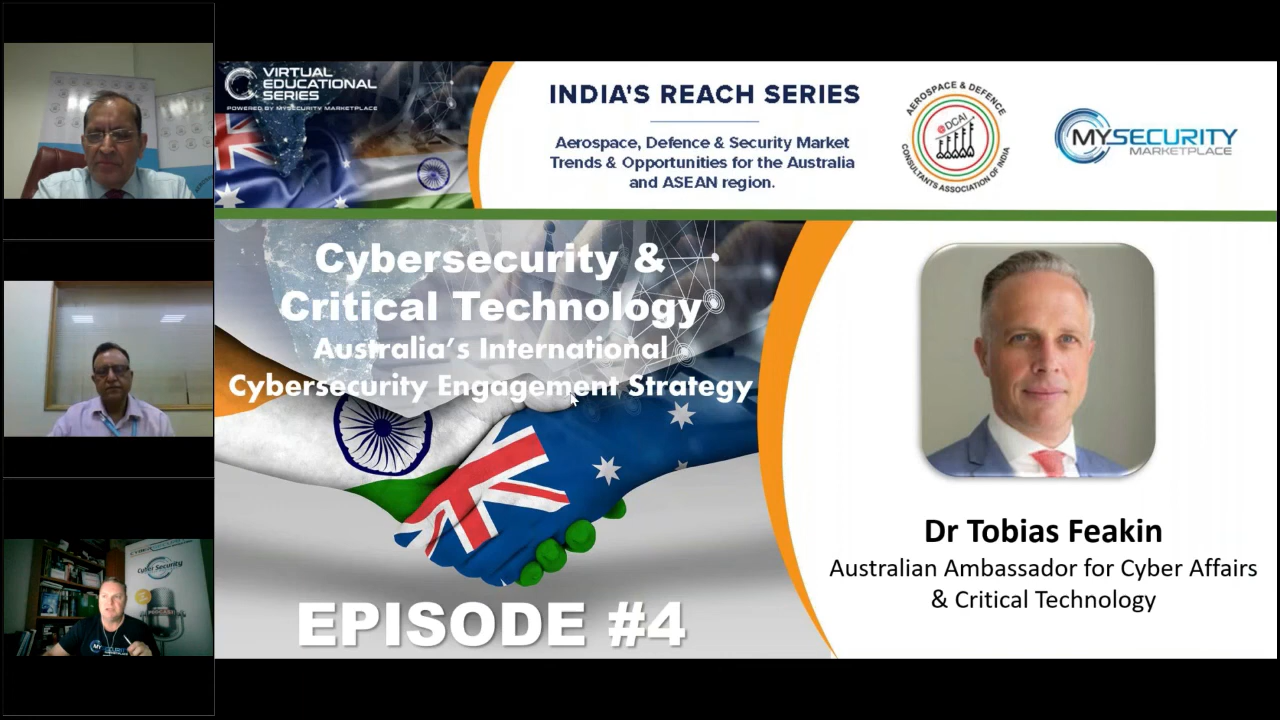 VIRTUAL
EDUCATIONAL
SERIES
POWERED BY MYSECURITY MARKETPLACE
INDIA'S REACH SERIES
Aerospace, Defence & Security Market
Trends & Opportunities for the Australia
and ASEAN region.
AEROSPACE & DEFENCE
@DCAI
CONSULTANTS ASSOCIATION OF INDIA
MYSECURITY
MARKETPLACE
Cybersecurity &
Critical Technology
Australia's International
Cybersecurity Engagement Strategy
EPISODE #4
Dr Tobias Feakin
Australian Ambassador for Cyber Affairs
& Critical Technology
Cyber Security
PODCAST